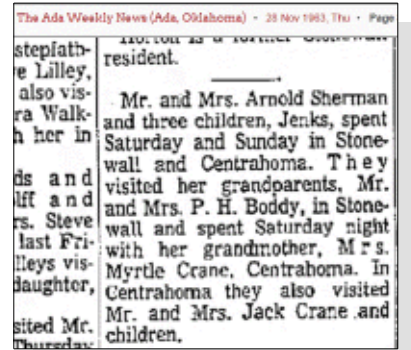 The Ada Weekly News (Ada, Oklahoma) · 28 Nov 1963, Thu · Page
stepfath-
e Lilley,
also vis-
ra Walk-
h her in
ds and
lff and
rs. Steve
last Fri-
lleys vis-
daughter,
sited Mr.
Thursday
Horton is a former Stonewall
resident.
Mr. and Mrs. Arnold Sherman
and three children, Jenks, spent
Saturday and Sunday in Stone-
wall and Centrahoma. They
visited her grandparents, Mr.
and Mrs. P. H. Boddy, in Stone-
wall and spent Saturday night
with her grandmother, Mrs.
Myrtle Crane, Centrahoma. In
Centrahoma they also visited
Mr. and Mrs. Jack Crane and
children.